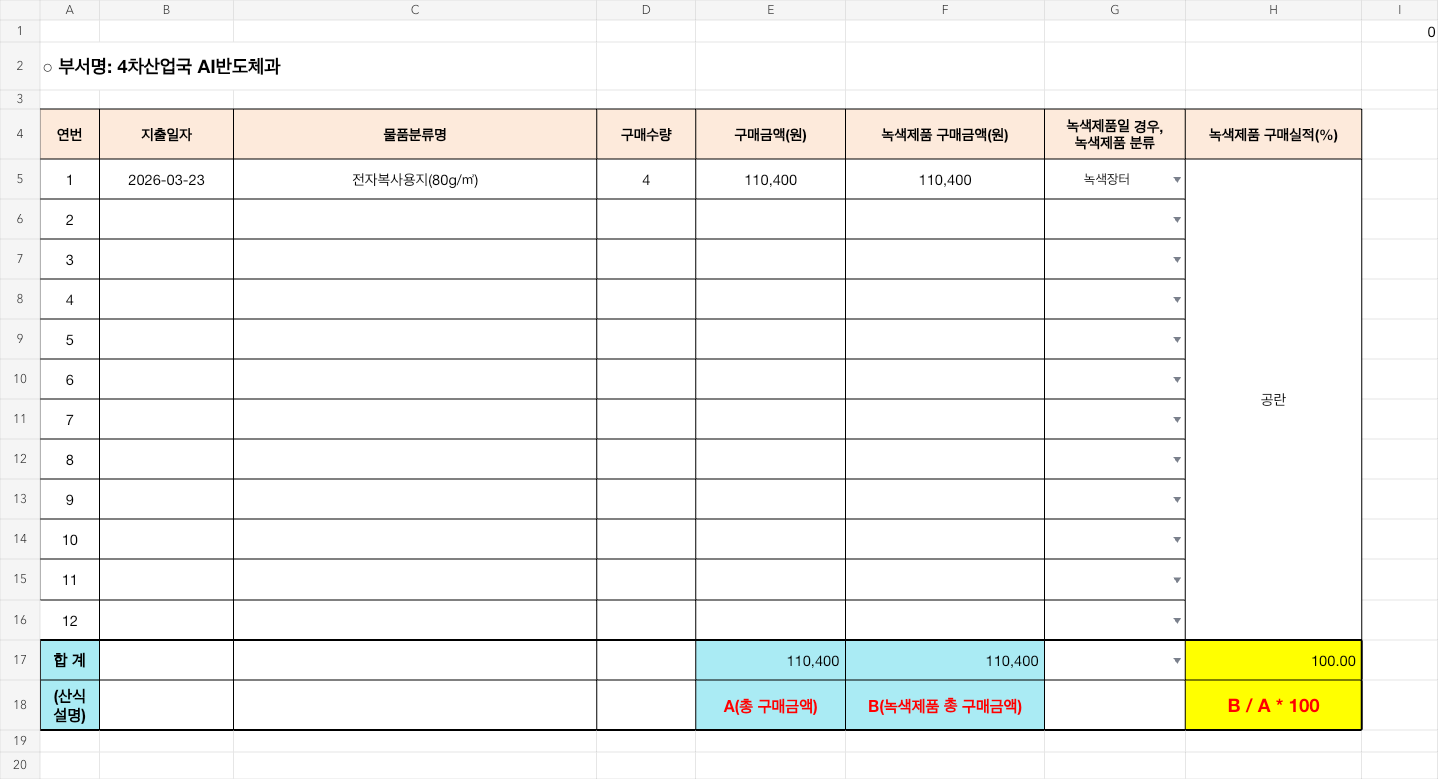 A B C D E F G H I
1 0
2 ○ 부서명: 4차산업국 AI반도체과
3
4 연번 지출일자 물품분류명 구매수량 구매금액(원) 녹색제품 구매금액(원) 녹색제품일 경우, 녹색제품 구매실적(%)
녹색제품 분류
5 1 2026-03-23 전자복사용지(80g/㎡) 4 110,400 110,400 녹색장터
6 2
7 3
8 4
9 5
10 6
11 7 공란
12 8
13 9
14 10
15 11
16 12
17 합 계 110,400 110,400 100.00
18 (산식 A(총 구매금액) B(녹색제품 총 구매금액) B / A * 100
설명)
19
20